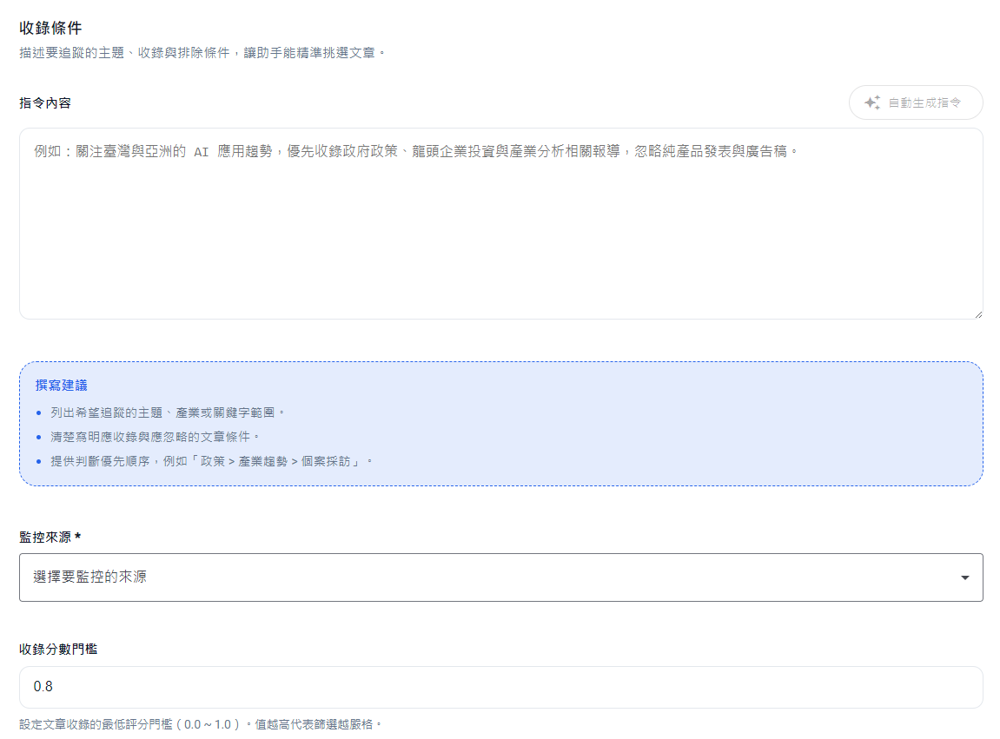 收錄條件
描述要追蹤的主題、收錄與排除條件，讓助手能精準挑選文章。
指令內容
自動生成指令
例如：關注臺灣與亞洲的 AI 應用趨勢，優先收錄政府政策、龍頭企業投資與產業分析相關報導，忽略純產品發表與廣告稿。
撰寫建議
列出希望追蹤的主題、產業或關鍵字範圍。
清楚寫明應收錄與應忽略的文章條件。
提供判斷優先順序，例如「政策 > 產業趨勢 > 個案採訪」。
監控來源 *
選擇要監控的來源
收錄分數門檻
0.8
設定文章收錄的最低評分門檻（0.0 ~ 1.0）。值越高代表篩選越嚴格。